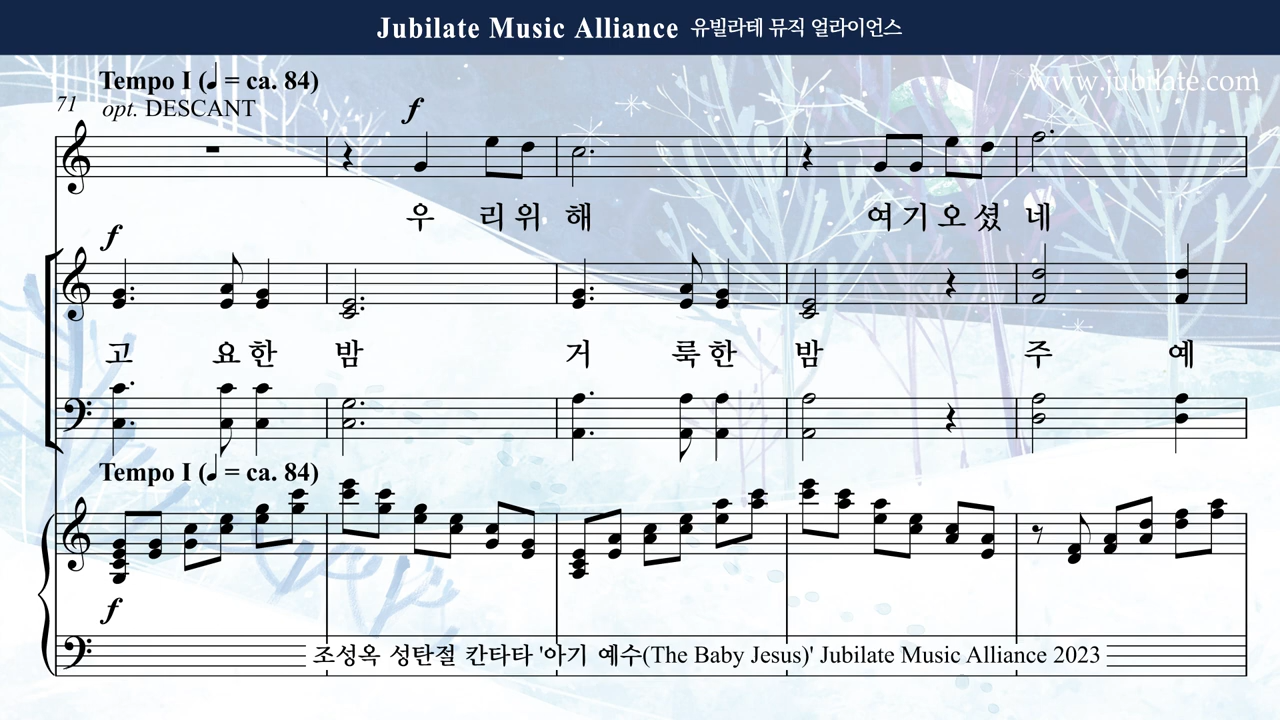 Jubilate Music Alliance 유빌라테 뮤직 얼라이언스
www.jubilate.com
Tempo I (♩ = ca. 84)
71 opt. DESCANT
f
우 리 위 해 여 기 오 셨 네
f
고 요 한 밤 거 룩 한 밤 주 예
Tempo I (♩ = ca. 84)
f
조성옥 성탄절 칸타타 '아기 예수(The Baby Jesus)' Jubilate Music Alliance 2023